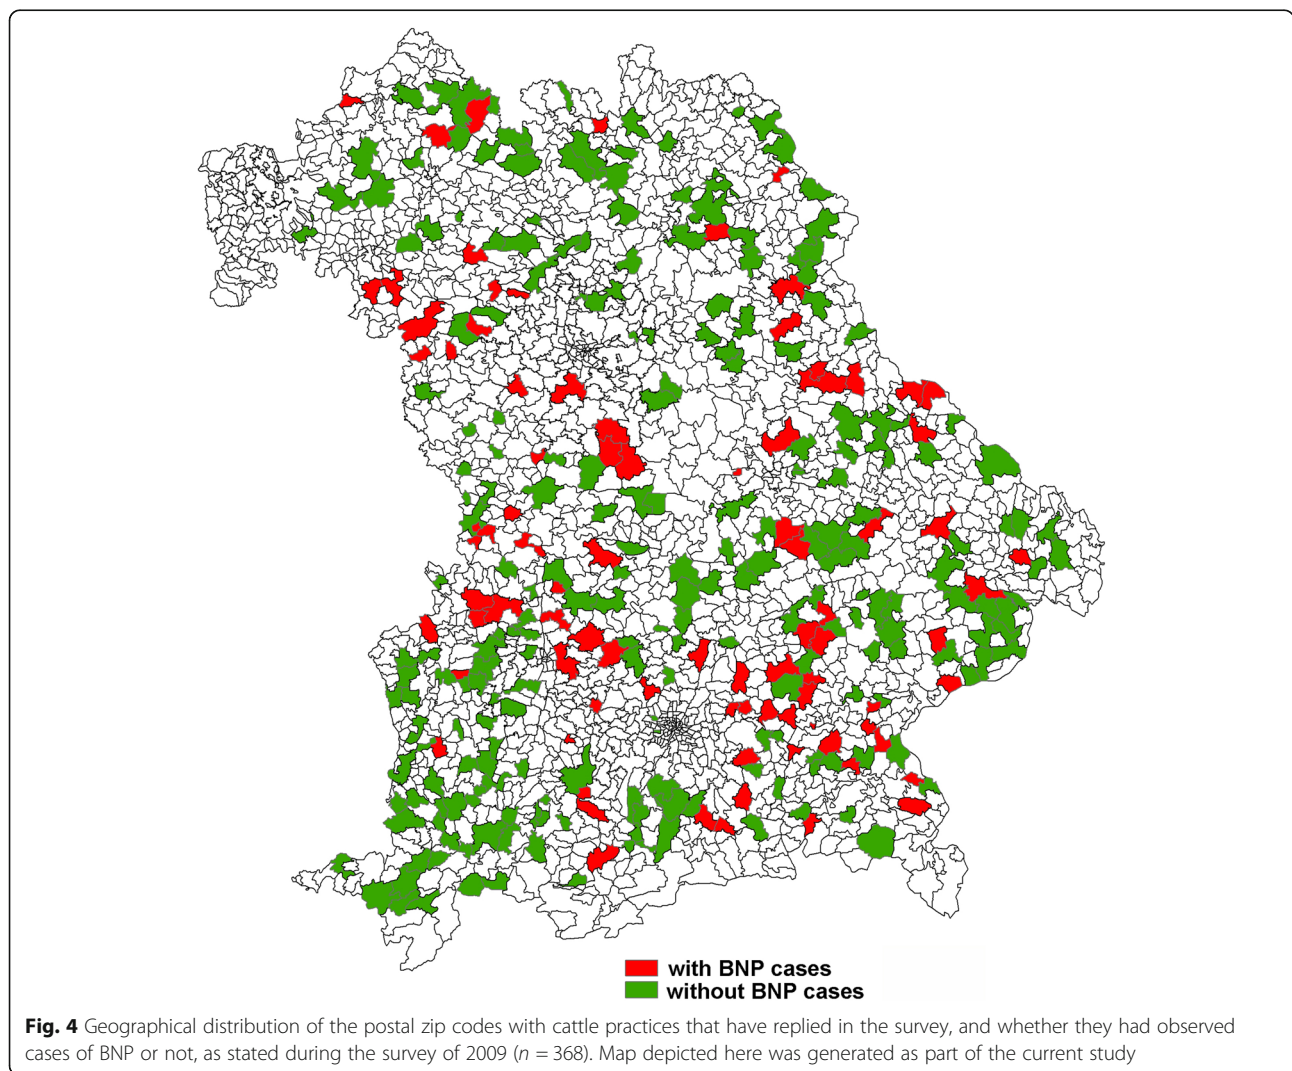 with BNP cases
without BNP cases
Fig. 4 Geographical distribution of the postal zip codes with cattle practices that have replied in the survey, and whether they had observed
cases of BNP or not, as stated during the survey of 2009 (n = 368). Map depicted here was generated as part of the current study